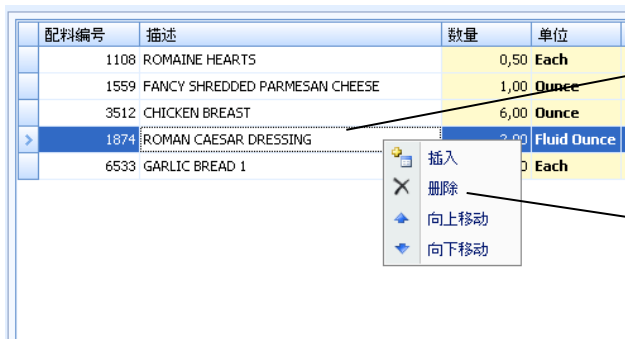 配料编号 描述 数量 单位
1108 ROMAINE HEARTS 0,50 Each
1559 FANCY SHREDDED PARMESAN CHEESE 1,00 Ounce
3512 CHICKEN BREAST 6,00 Ounce
1874 ROMAN CAESAR DRESSING Fluid Ounce
6533 GARLIC BREAD 1 Each
插入
删除
向上移动
向下移动